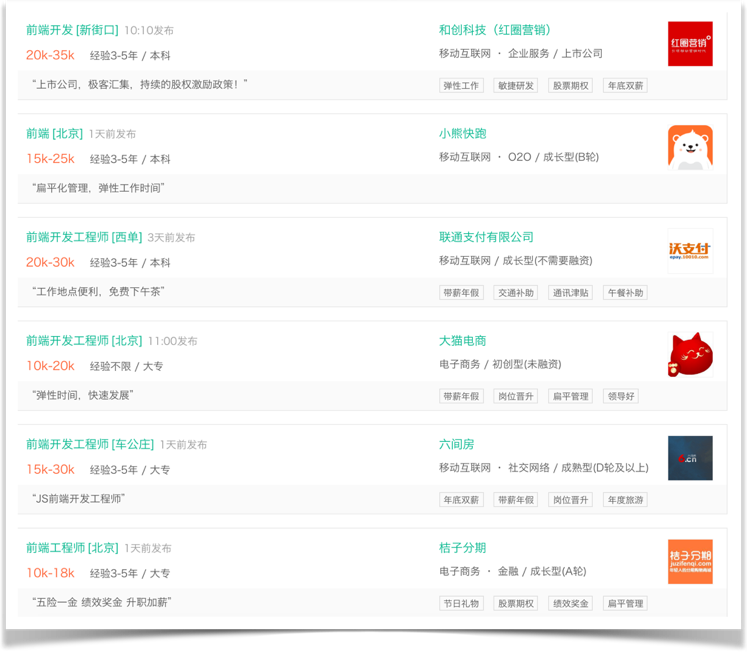 前端开发 [新街口] 10:10发布
20k-35k 经验3-5年 / 本科
“上市公司，极客汇集，持续的股权激励政策！”
和创科技（红圈营销）
移动互联网 · 企业服务 / 上市公司
弹性工作 敏捷研发 股票期权 年底双薪
红圈营销
前端 [北京] 1天前发布
15k-25k 经验3-5年 / 本科
“扁平化管理，弹性工作时间”
小熊快跑
移动互联网 · O2O / 成长型(B轮)
前端开发工程师 [西单] 3天前发布
20k-30k 经验3-5年 / 本科
“工作地点便利，免费下午茶”
联通支付有限公司
移动互联网 / 成长型(不需要融资)
带薪年假 交通补助 通讯津贴 午餐补助
沃支付
epay.10010.com
前端开发工程师 [北京] 11:00发布
10k-20k 经验不限 / 大专
“弹性时间，快速发展”
大猫电商
电子商务 / 初创型(未融资)
带薪年假 岗位晋升 扁平管理 领导好
前端开发工程师 [车公庄] 1天前发布
15k-30k 经验3-5年 / 大专
“JS前端开发工程师”
六间房
移动互联网 · 社交网络 / 成熟型(D轮及以上)
年底双薪 带薪年假 岗位晋升 年度旅游
.cn
前端工程师 [北京] 1天前发布
10k-18k 经验3-5年 / 大专
“五险一金 绩效奖金 升职加薪”
桔子分期
电子商务 · 金融 / 成长型(A轮)
节日礼物 股票期权 绩效奖金 扁平管理
桔子分期
juzifenqi.com